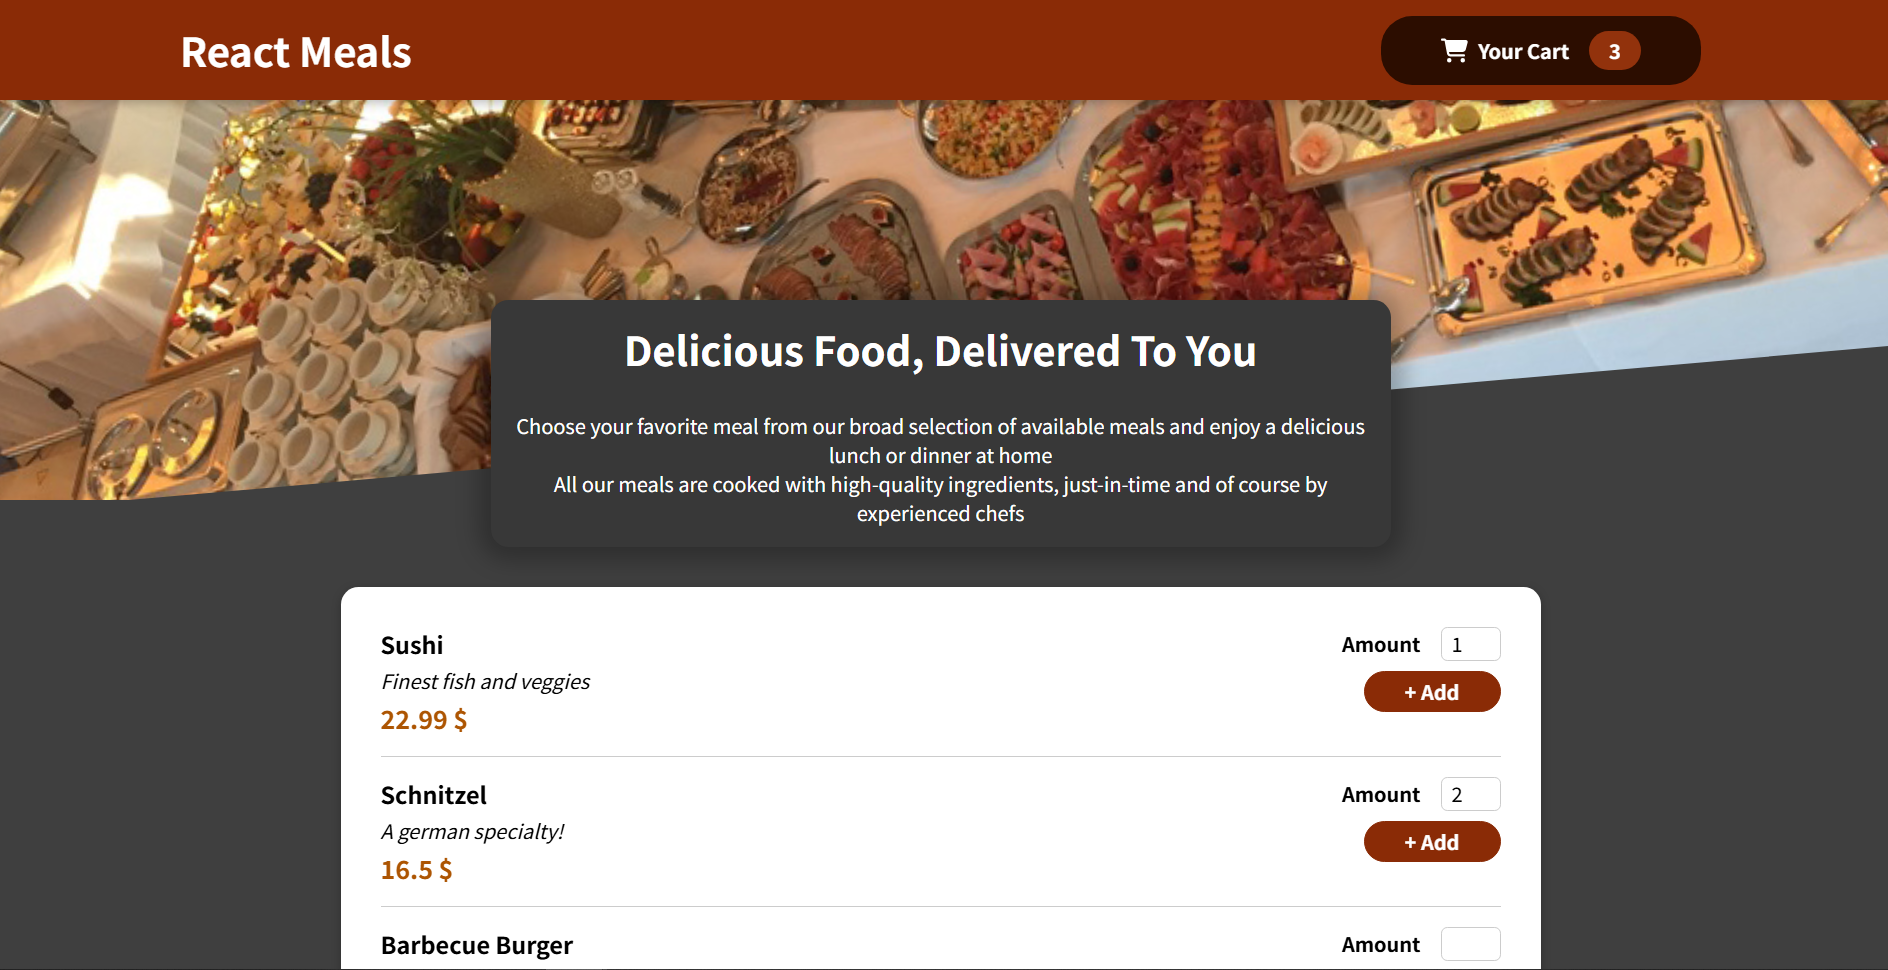 React Meals
Your Cart 3
Delicious Food, Delivered To You
Choose your favorite meal from our broad selection of available meals and enjoy a delicious
lunch or dinner at home
All our meals are cooked with high-quality ingredients, just-in-time and of course by
experienced chefs
Sushi
Amount 1
Finest fish and veggies
+ Add
22.99 $
Schnitzel
Amount 2
A german specialty!
+ Add
16.5 $
Barbecue Burger
Amount